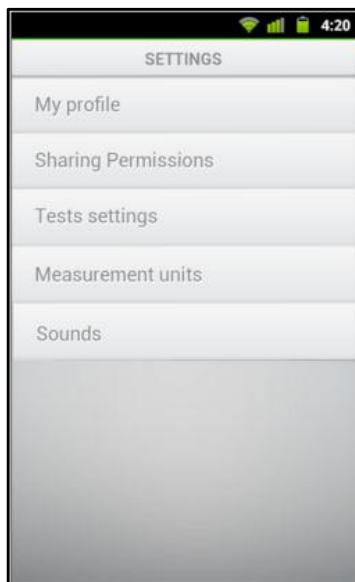 4:20
SETTINGS
My profile
Sharing Permissions
Tests settings
Measurement units
Sounds